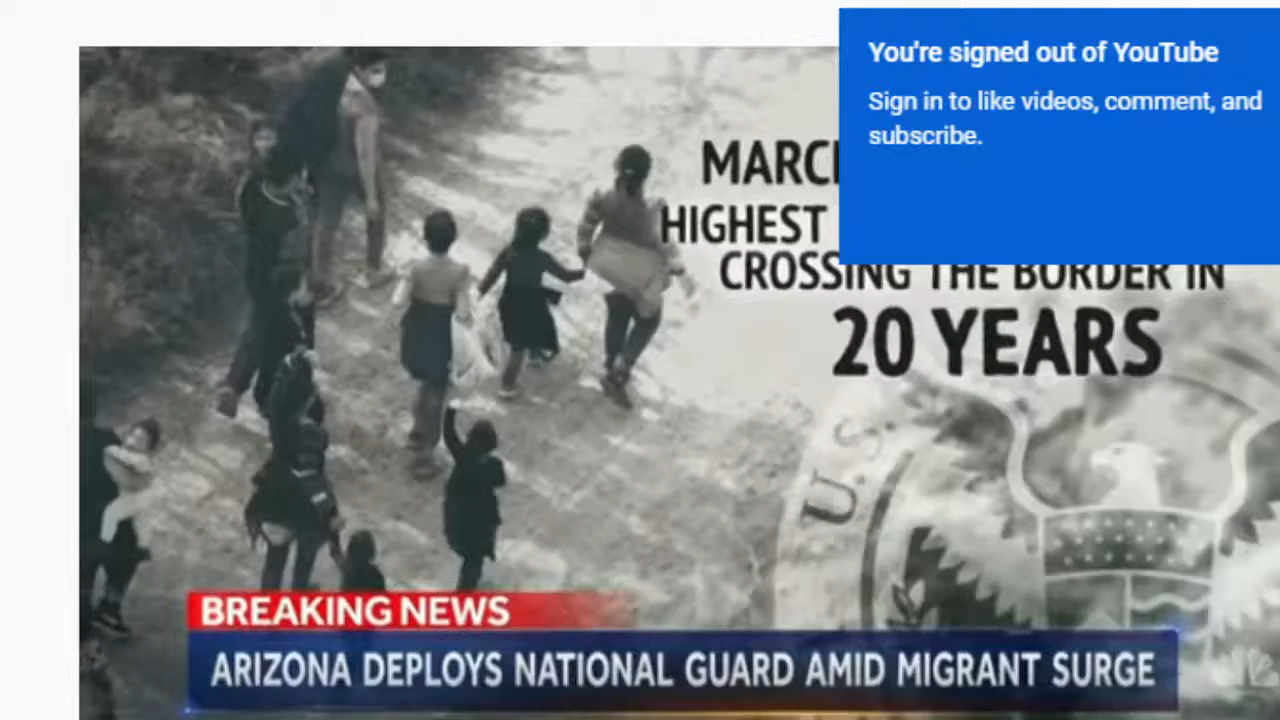 You're signed out of YouTube
Sign in to like videos, comment, and
subscribe.
HIGHEST
CROSSING THE BORDER IN
20 YEARS
U.S.
BREAKING NEWS
ARIZONA DEPLOYS NATIONAL GUARD AMID MIGRANT SURGE